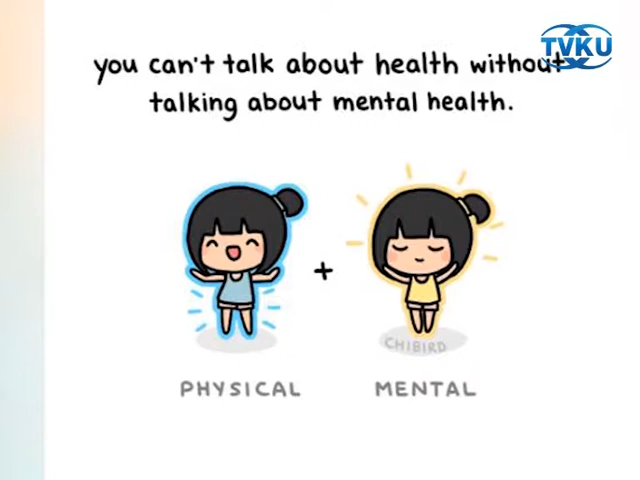 TVKU
you can't talk about health without
talking about mental health.
+
CHIBIRD
PHYSICAL
MENTAL